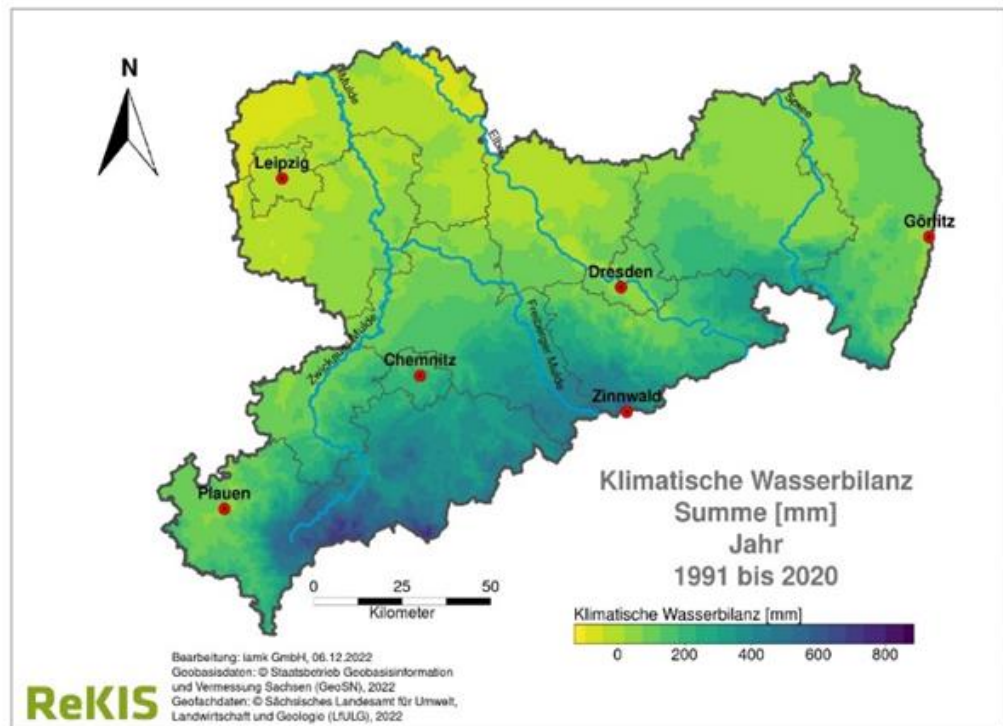 N
Mulde
Elbe
Spree
Leipzig
Görlitz
Dresden
Zwickauer Mulde
Freiberger Mulde
Chemnitz
Zinnwald
Plauen
Klimatische Wasserbilanz
Summe [mm]
Jahr
1991 bis 2020
0 25 50
Kilometer
Klimatische Wasserbilanz [mm]
0 200 400 600 800
ReKIS
Bearbeitung: iamk GmbH, 06.12.2022
Geobasisdaten: © Staatsbetrieb Geobasisinformation
und Vermessung Sachsen (GeoSN), 2022
Geofachdaten: © Sächsisches Landesamt für Umwelt,
Landwirtschaft und Geologie (LfULG), 2022